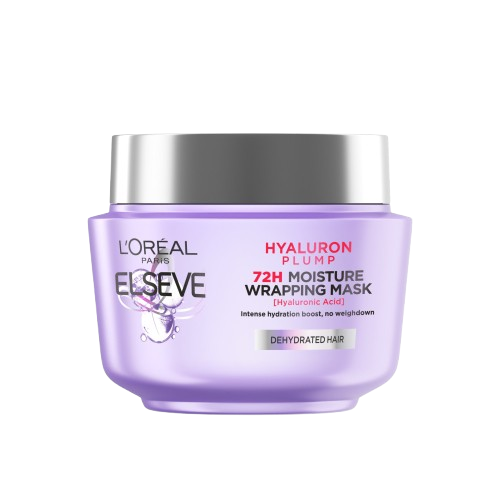 L'ORÉAL
PARIS
ELSEVE
HYALURON
PLUMP
72H MOISTURE
WRAPPING MASK
[Hyaluronic Acid]
Intense hydration boost, no weighdown
DEHYDRATED HAIR